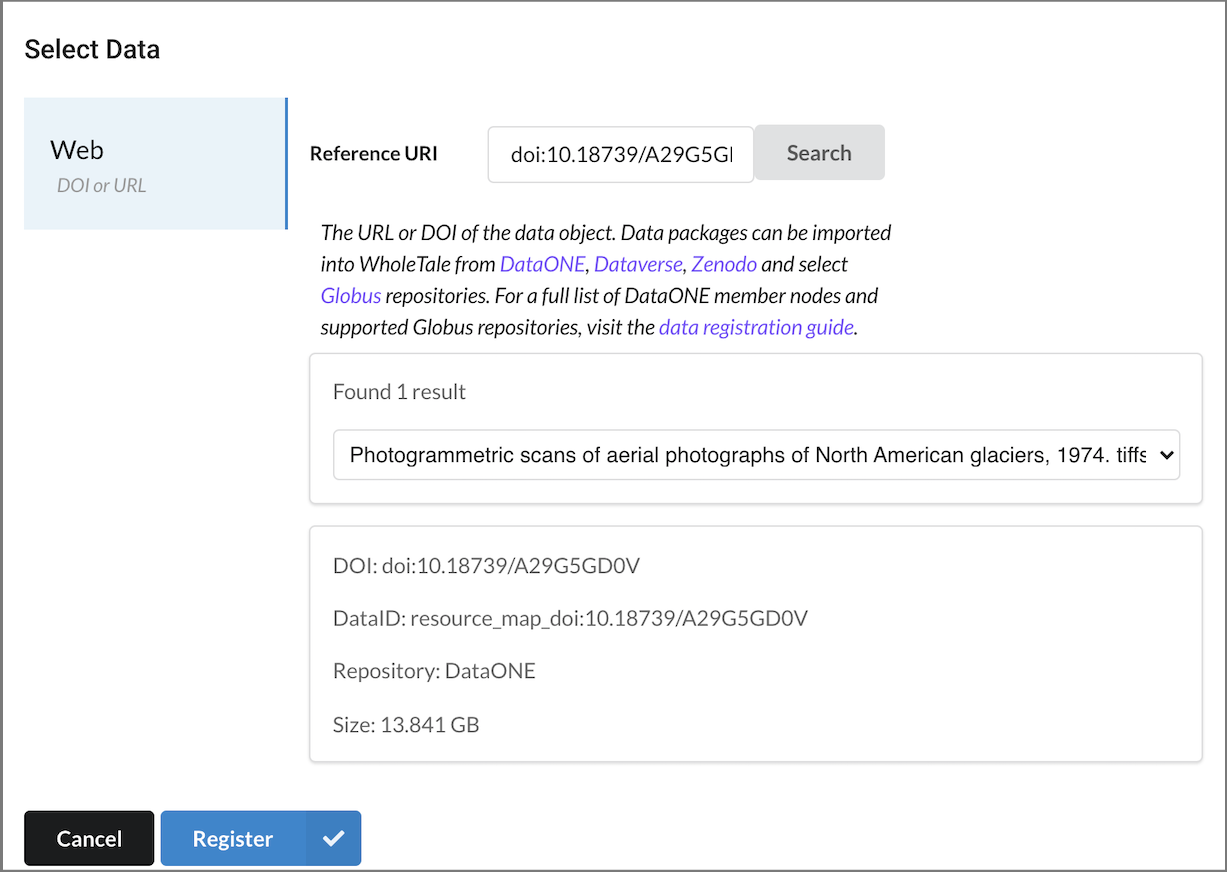 Select Data
Web
DOI or URL
Reference URI
doi:10.18739/A29G5G
Search
The URL or DOI of the data object. Data packages can be imported
into WholeTale from DataONE, Dataverse, Zenodo and select
Globus repositories. For a full list of DataONE member nodes and
supported Globus repositories, visit the data registration guide.
Found 1 result
Photogrammetric scans of aerial photographs of North American glaciers, 1974. tiffs
DOI: doi:10.18739/A29G5GD0V
DataID: resource_map_doi:10.18739/A29G5GD0V
Repository: DataONE
Size: 13.841 GB
Cancel
Register